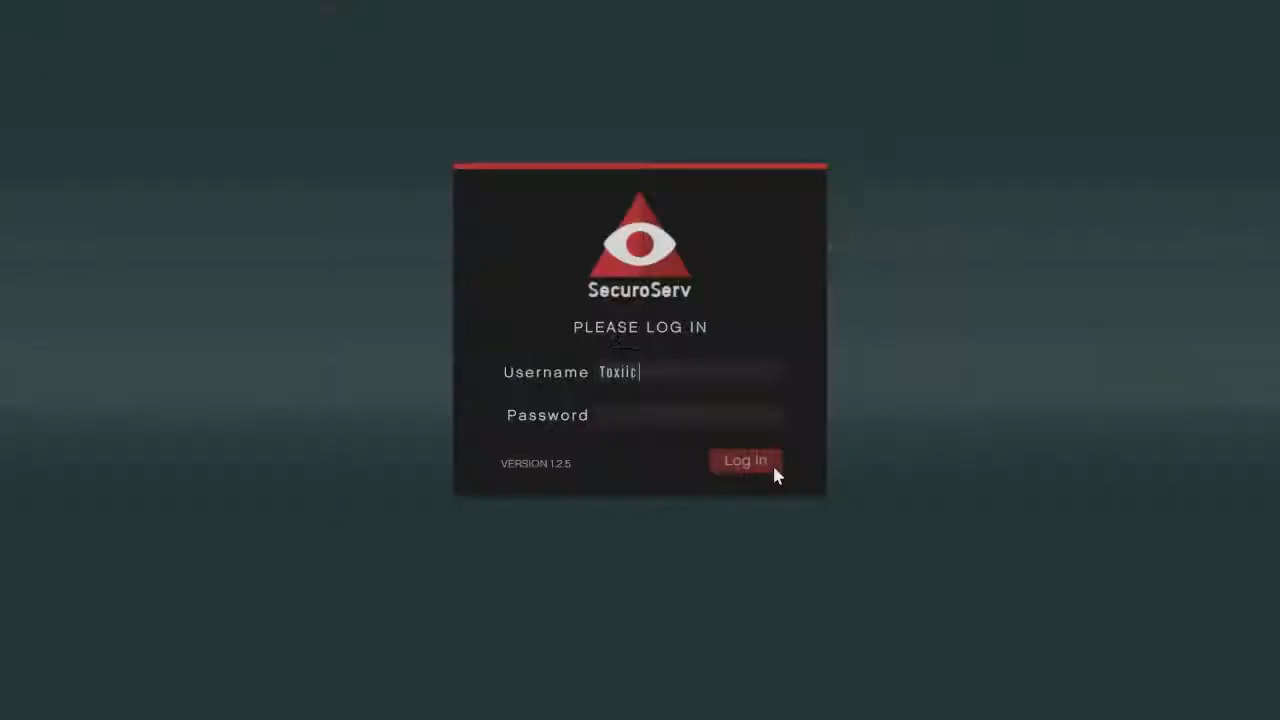 SecuroServ
PLEASE LOG IN
Username Toxiic
Password
VERSION 1.2.5
Log In